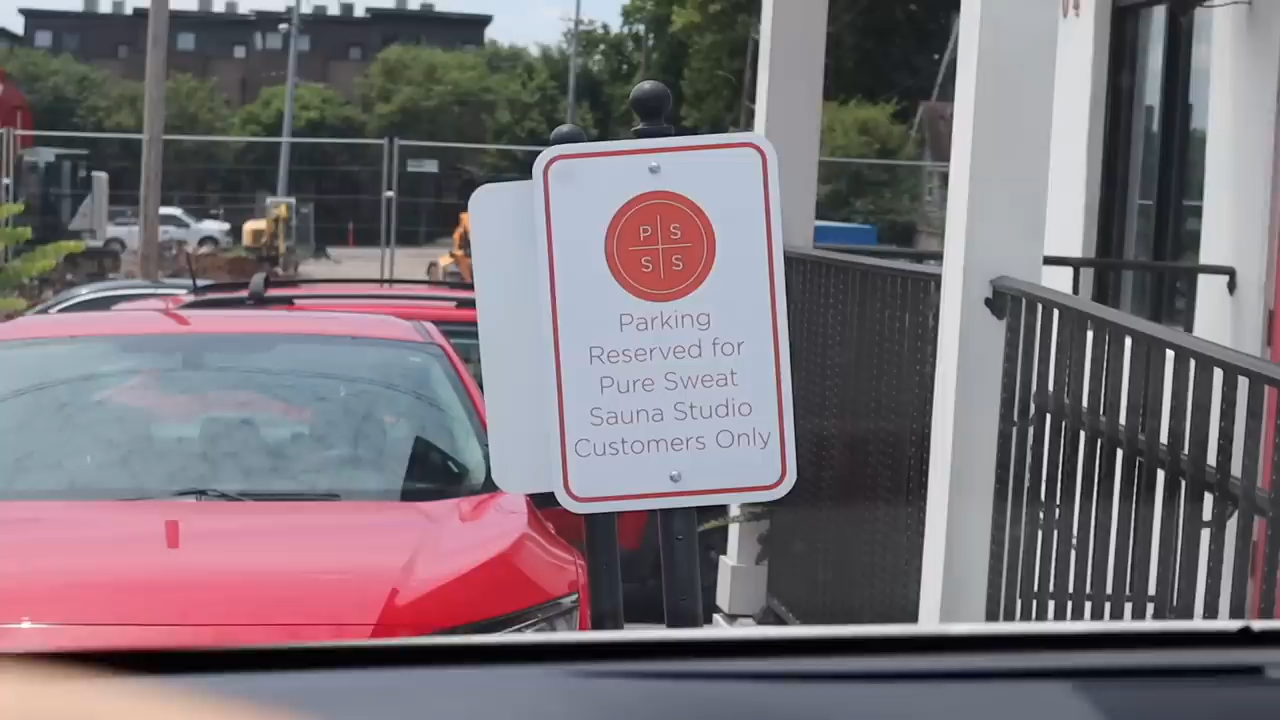 P S
S S
Parking
Reserved for
Pure Sweat
Sauna Studio
Customers Only